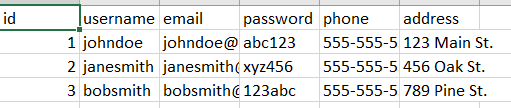 id username email password phone address
1 johndoe johndoe@ abc123 555-555-5 123 Main St.
2 janesmith janesmith@ xyz456 555-555-5 456 Oak St.
3 bobsmith bobsmith@ 123abc 555-555-5 789 Pine St.